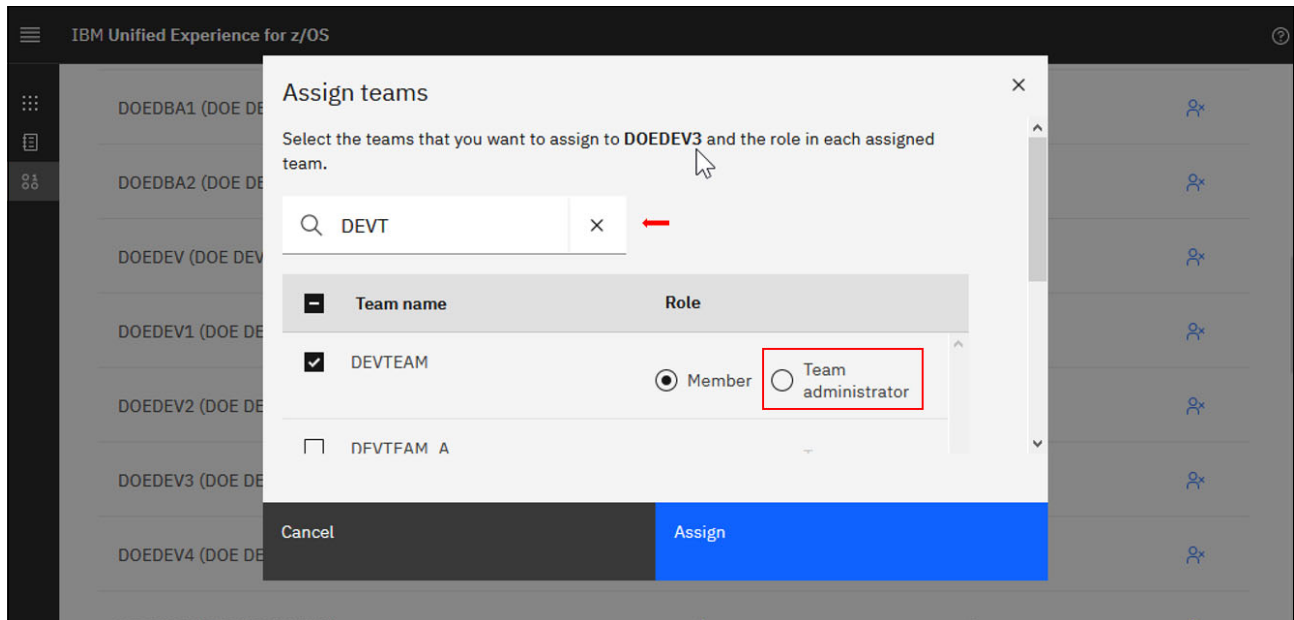 IBM Unified Experience for z/OS
Assign teams
Select the teams that you want to assign to DOEDEV3 and the role in each assigned
team.
DEVT
Team name Role
DEVTEAM
Member
Team
administrator
DEVTEAM_A
Cancel
Assign
DOEDBA1 (DOE DE
DOEDBA2 (DOE DE
DOEDEV (DOE DEV
DOEDEV1 (DOE DE
DOEDEV2 (DOE DE
DOEDEV3 (DOE DE
DOEDEV4 (DOE DE